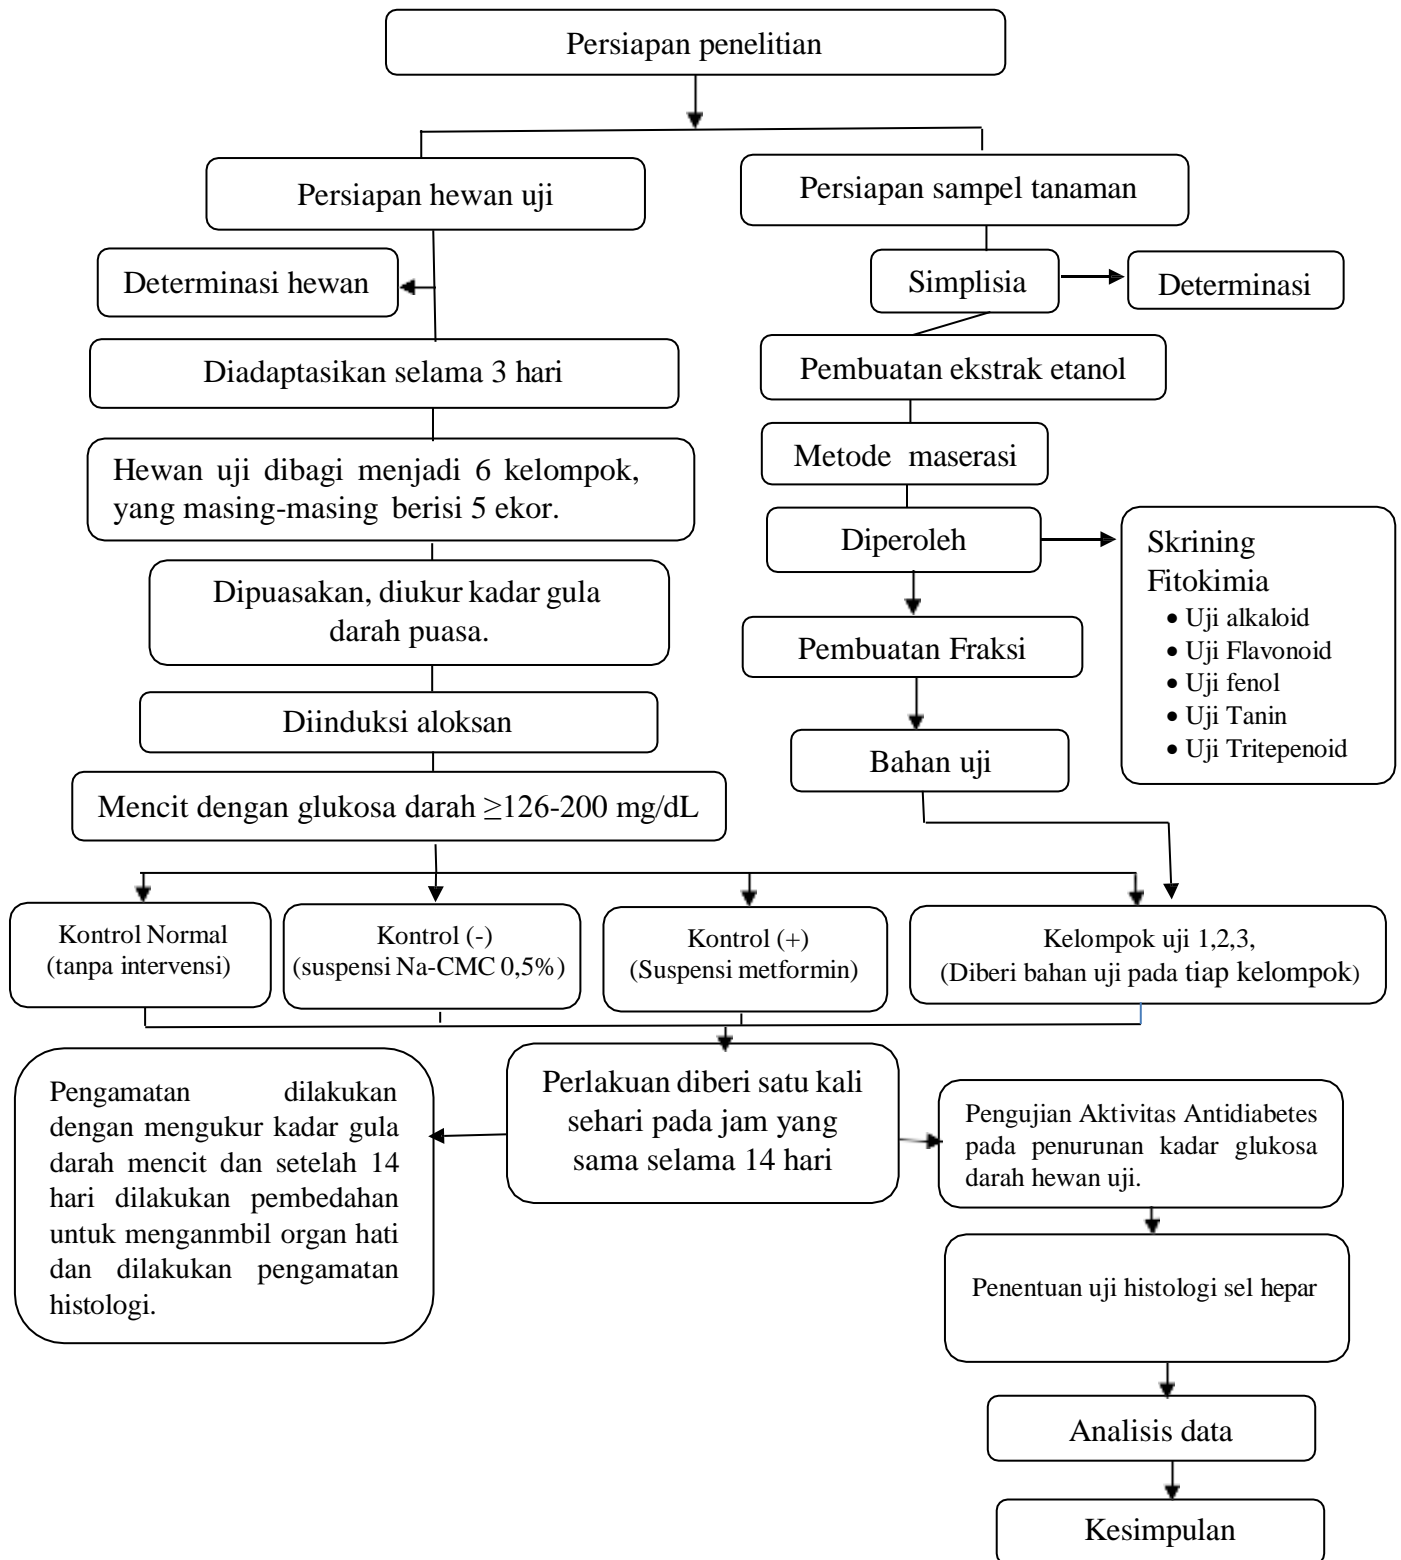 Persiapan penelitian
Persiapan hewan uji
Persiapan sampel tanaman
Determinasi hewan
Simplisia
Determinasi
Diadaptasikan selama 3 hari
Pembuatan ekstrak etanol
Hewan uji dibagi menjadi 6 kelompok,
yang masing-masing berisi 5 ekor.
Metode maserasi
Diperoleh
Skrining
Fitokimia
• Uji alkaloid
• Uji Flavonoid
• Uji fenol
• Uji Tanin
• Uji Tritepenoid
Dipuasakan, diukur kadar gula
darah puasa.
Pembuatan Fraksi
Diinduksi aloksan
Bahan uji
Mencit dengan glukosa darah ≥126-200 mg/dL
Kontrol Normal
(tanpa intervensi)
Kontrol (-)
(suspensi Na-CMC 0,5%)
Kontrol (+)
(Suspensi metformin)
Kelompok uji 1,2,3,
(Diberi bahan uji pada tiap kelompok)
Pengamatan dilakukan
dengan mengukur kadar gula
darah mencit dan setelah 14
hari dilakukan pembedahan
untuk menganmbil organ hati
dan dilakukan pengamatan
histologi.
Perlakuan diberi satu kali
sehari pada jam yang
sama selama 14 hari
Pengujian Aktivitas Antidiabetes
pada penurunan kadar glukosa
darah hewan uji.
Penentuan uji histologi sel hepar
Analisis data
Kesimpulan